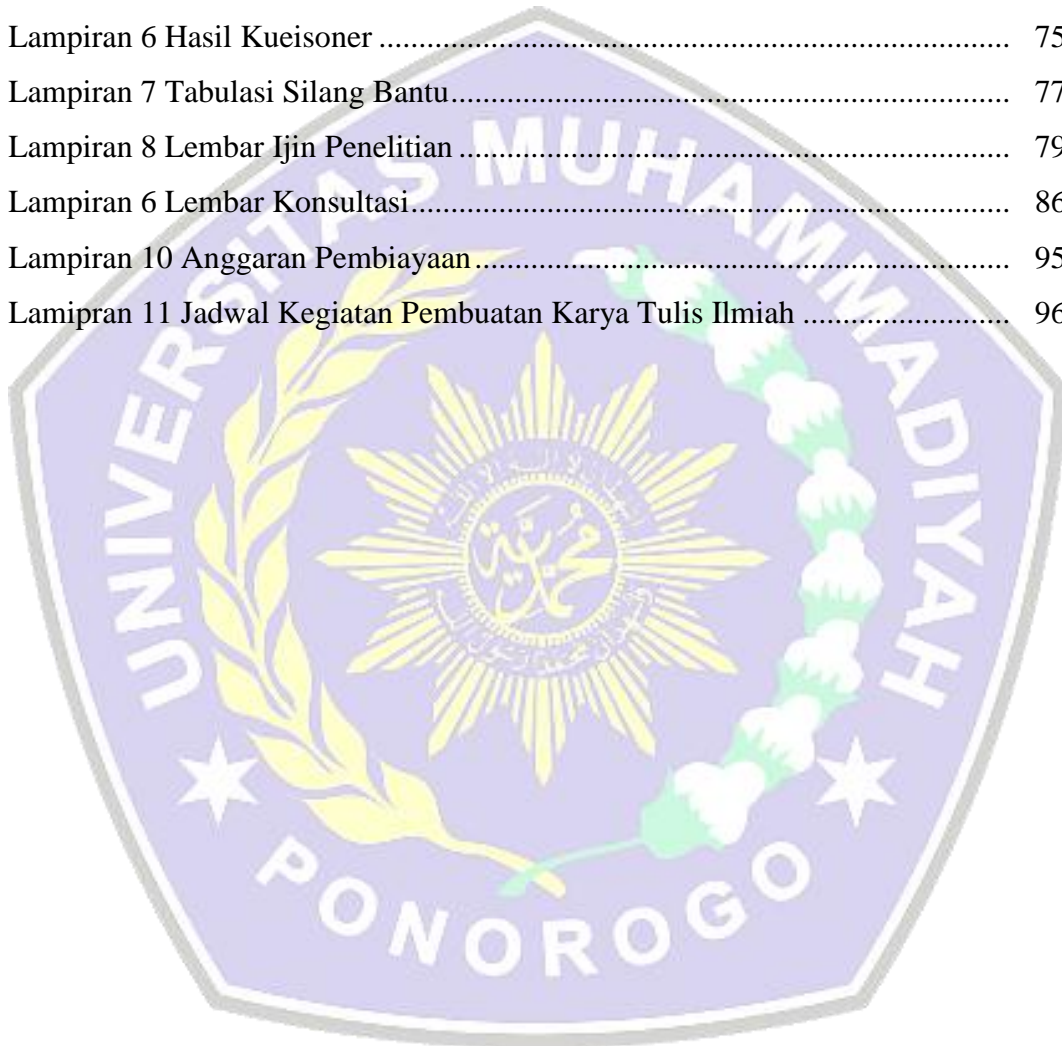 Lampiran 6 Hasil Kueisoner ........................................................................................ 75
Lampiran 7 Tabulasi Silang Bantu.............................................................................. 77
Lampiran 8 Lembar Ijin Penelitian ............................................................................. 79
Lampiran 6 Lembar Konsultasi................................................................................... 86
Lampiran 10 Anggaran Pembiayaan........................................................................... 95
Lamipran 11 Jadwal Kegiatan Pembuatan Karya Tulis Ilmiah ............................. 96
UNIVERSITAS MUHAMMADIYAH
PONOROGO